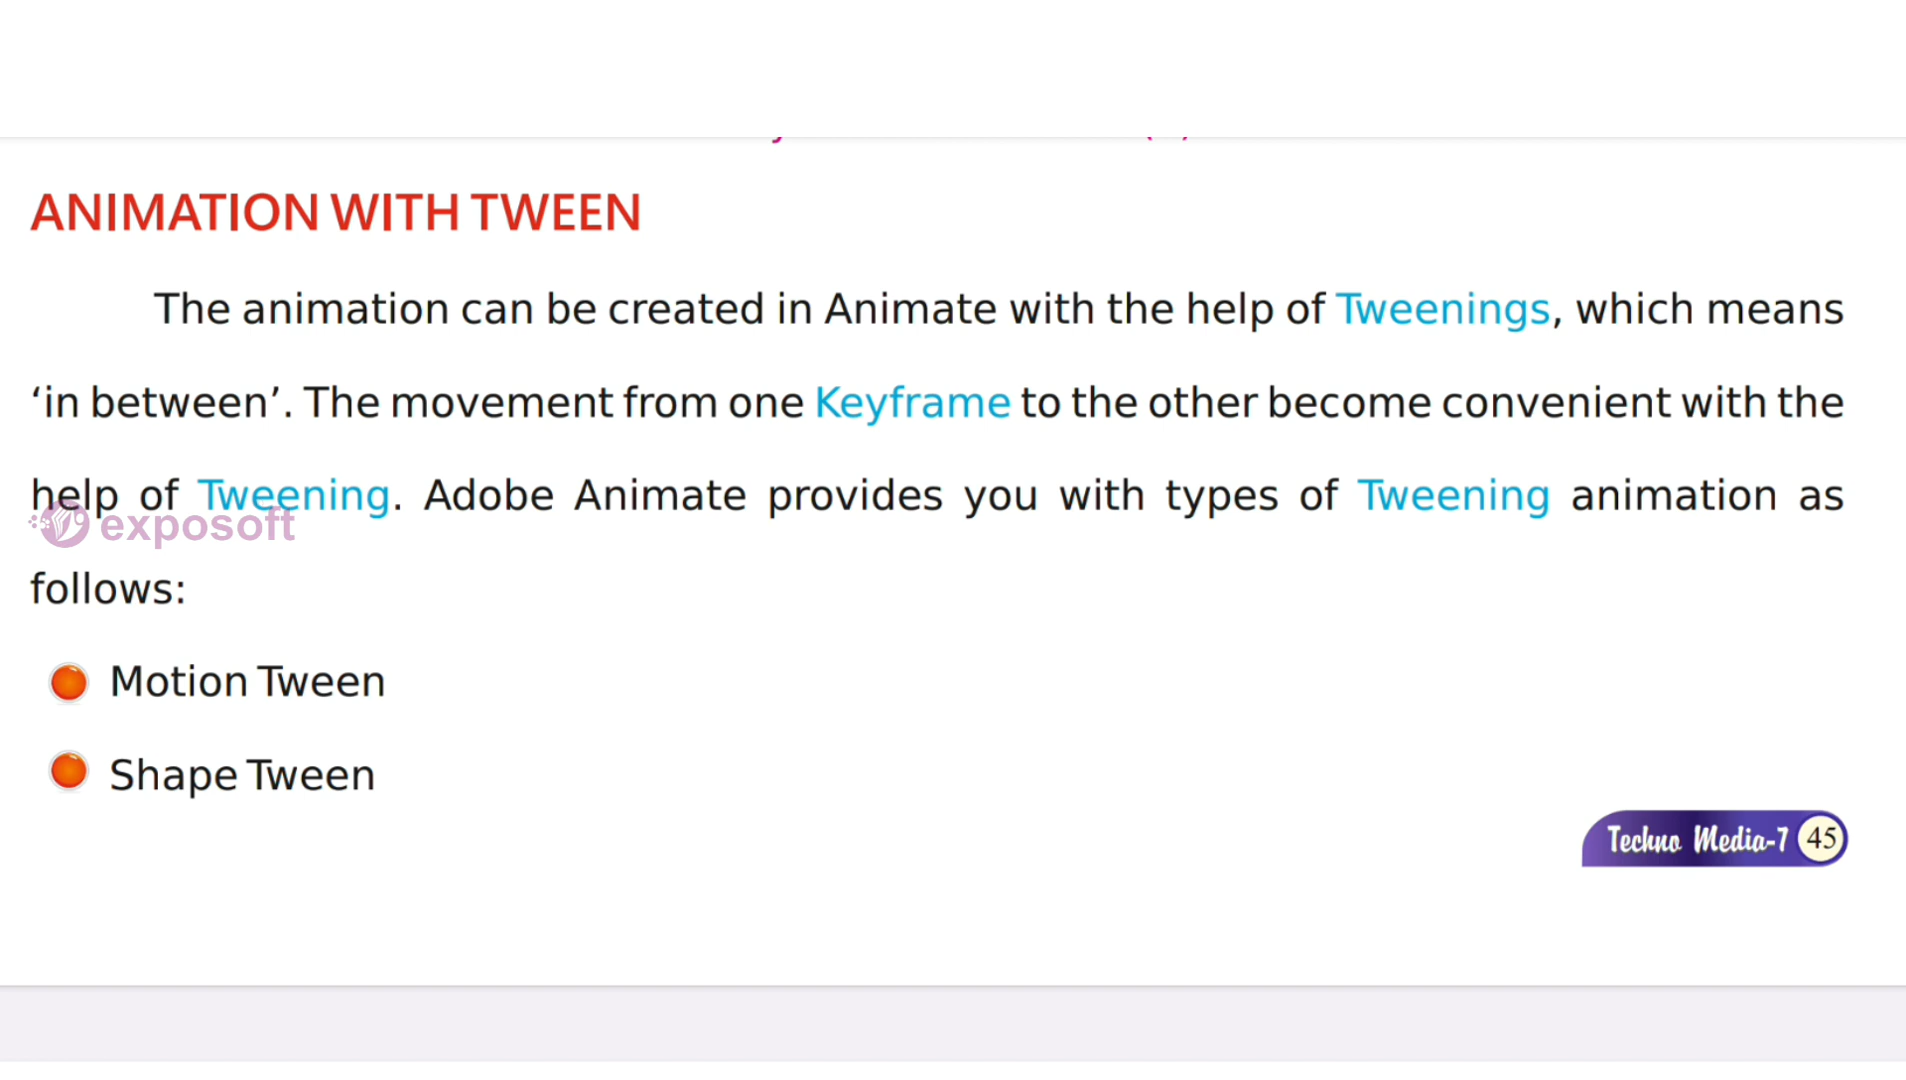 ANIMATION WITH TWEEN
The animation can be created in Animate with the help of Tweenings, which means
‘in between’. The movement from one Keyframe to the other become convenient with the
help of Tweening. Adobe Animate provides you with types of Tweening animation as
exposoft
follows:
Motion Tween
Shape Tween
Techno Media-7 45